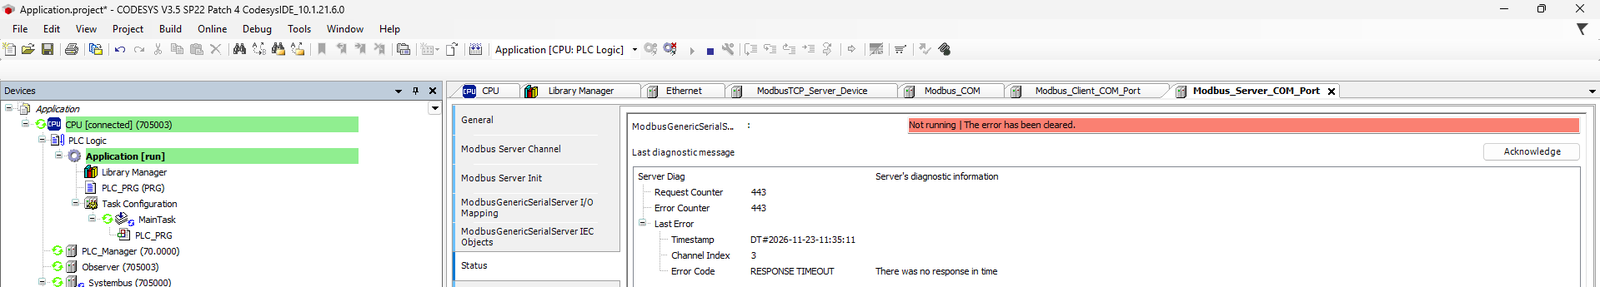 Application.project* - CODESYS V3.5 SP22 Patch 4 CodesysIDE_10.1.21.6.0
File Edit View Project Build Online Debug Tools Window Help
Application [CPU: PLC Logic]
Devices
CPU Library Manager Ethernet ModbusTCP_Server_Device Modbus_COM Modbus_Client_COM_Port Modbus_Server_COM_Port
Application
CPU CPU [connected] (705003)
PLC Logic
Application [run]
Library Manager
PLC_PRG (PRG)
Task Configuration
MainTask
PLC_PRG
PLC_Manager (70.0000)
Observer (705003)
Systembus (705000)
General
Modbus Server Channel
Modbus Server Init
ModbusGenericSerialServer I/O
Mapping
ModbusGenericSerialServer IEC
Objects
Status
ModbusGenericSerialS... : Not running | The error has been cleared.
Last diagnostic message Acknowledge
Server Diag Server's diagnostic information
Request Counter 443
Error Counter 443
Last Error
Timestamp DT#2026-11-23-11:35:11
Channel Index 3
Error Code RESPONSE TIMEOUT There was no response in time